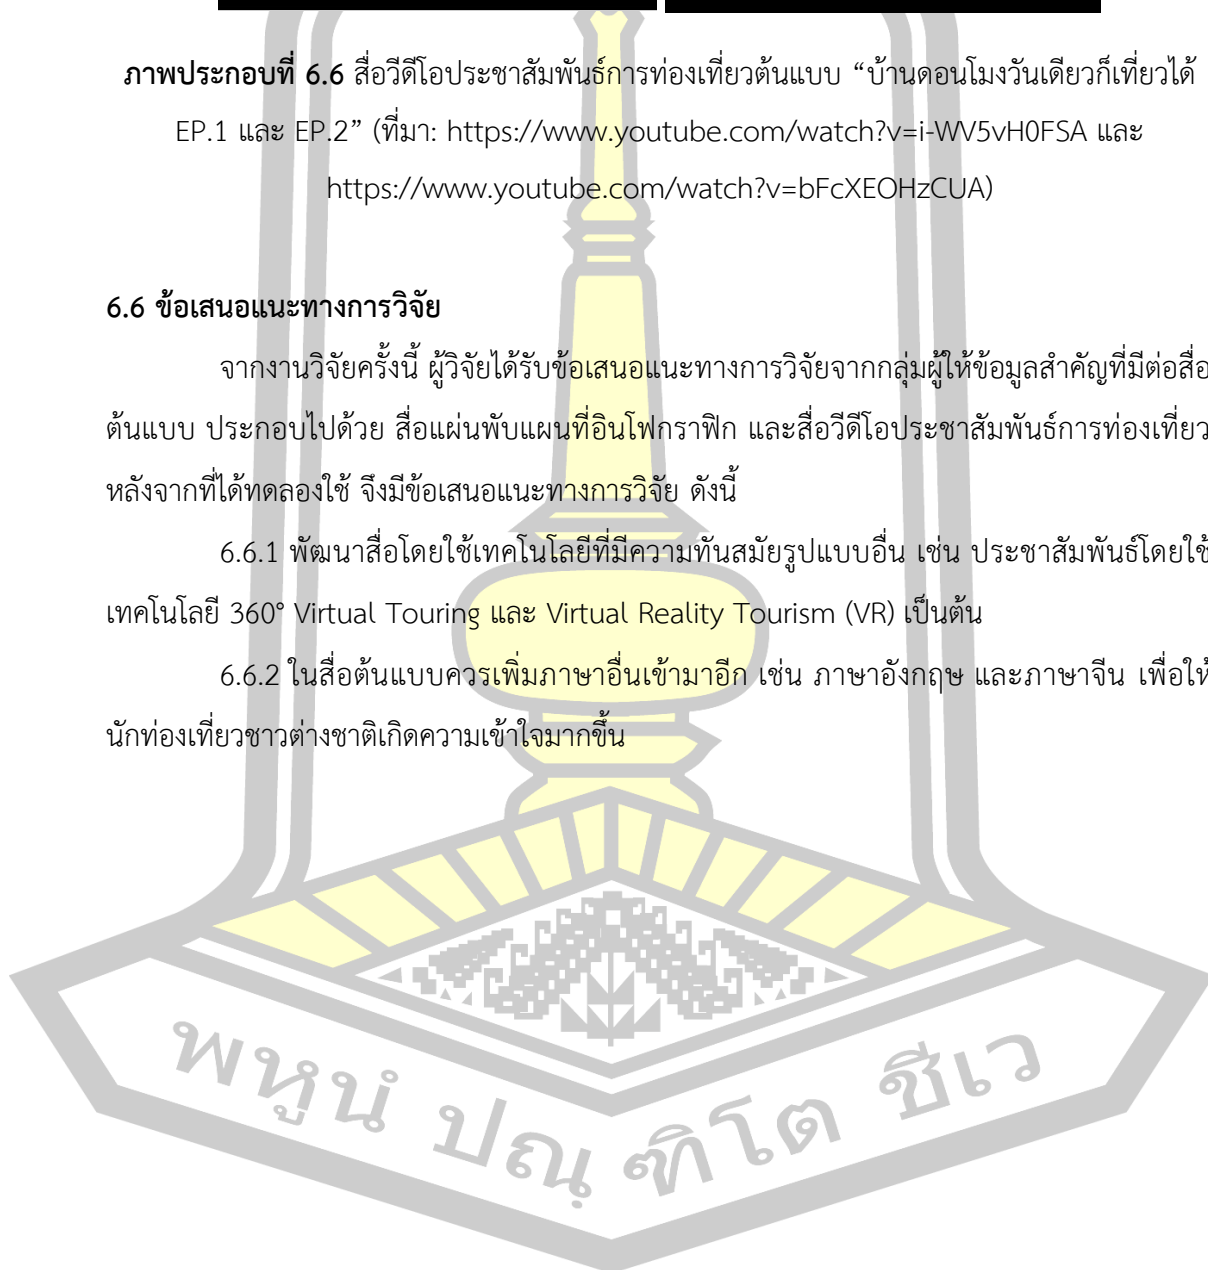 ภาพประกอบที่ 6.6 สื่อวีดีโอประชาสัมพันธ์การท่องเที่ยวต้นแบบ “บ้านดอนโมงวันเดียวก็เที่ยวได้
EP.1 และ EP.2” (ที่มา: https://www.youtube.com/watch?v=i-WV5vH0FSA และ
https://www.youtube.com/watch?v=bFcXEOHzCUA)
6.6 ข้อเสนอแนะทางการวิจัย
จากงานวิจัยครั้งนี้ ผู้วิจัยได้รับข้อเสนอแนะทางการวิจัยจากกลุ่มผู้ให้ข้อมูลสำคัญที่มีต่อสื่อ
ต้นแบบ ประกอบไปด้วย สื่อแผ่นพับแผนที่อินโฟกราฟิก และสื่อวีดีโอประชาสัมพันธ์การท่องเที่ยว
หลังจากที่ได้ทดลองใช้ จึงมีข้อเสนอแนะทางการวิจัย ดังนี้
6.6.1 พัฒนาสื่อโดยใช้เทคโนโลยีที่มีความทันสมัยรูปแบบอื่น เช่น ประชาสัมพันธ์โดยใช้
เทคโนโลยี 360° Virtual Touring และ Virtual Reality Tourism (VR) เป็นต้น
6.6.2 ในสื่อต้นแบบควรเพิ่มภาษาอื่นเข้ามาอีก เช่น ภาษาอังกฤษ และภาษาจีน เพื่อให้
นักท่องเที่ยวชาวต่างชาติเกิดความเข้าใจมากขึ้น
พหูนํ ปณฺฑิโต ชีเว